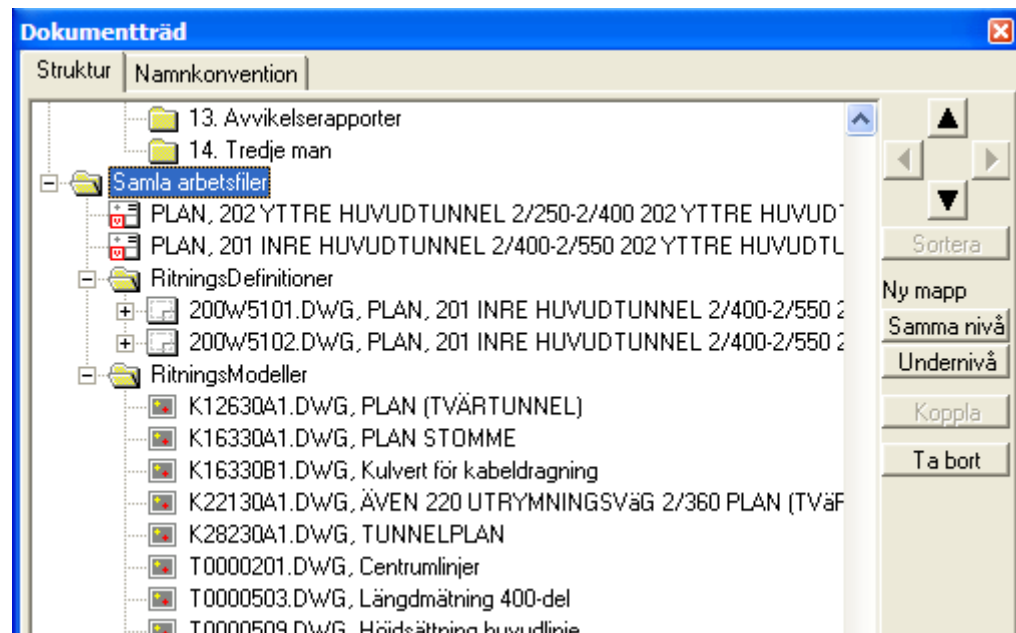 Dokumentträd
Struktur
Namnkonvention
13. Avvikelserapporter
14. Tredje man
Samla arbetsfiler
PLAN, 202 YTTRE HUVUDTUNNEL 2/250-2/400 202 YTTRE HUVUDT
PLAN, 201 INRE HUVUDTUNNEL 2/400-2/550 202 YTTRE HUVUDTU
RitningsDefinitioner
200W5101.DWG, PLAN, 201 INRE HUVUDTUNNEL 2/400-2/550 2
200W5102.DWG, PLAN, 201 INRE HUVUDTUNNEL 2/400-2/550 2
RitningsModeller
K12630A1.DWG, PLAN (TVÄRTUNNEL)
K16330A1.DWG, PLAN STOMME
K16330B1.DWG, Kulvert för kabeldragning
K22130A1.DWG, ÄVEN 220 UTRYMNINGSVäG 2/360 PLAN (TVäR
K28230A1.DWG, TUNNELPLAN
T0000201.DWG, Centrumlinjer
T0000503.DWG, Längdmätning 400-del
T0000509.DWG, Höjdsättning huvudlinje
Sortera
Ny mapp
Samma nivå
Undernivå
Koppla
Ta bort